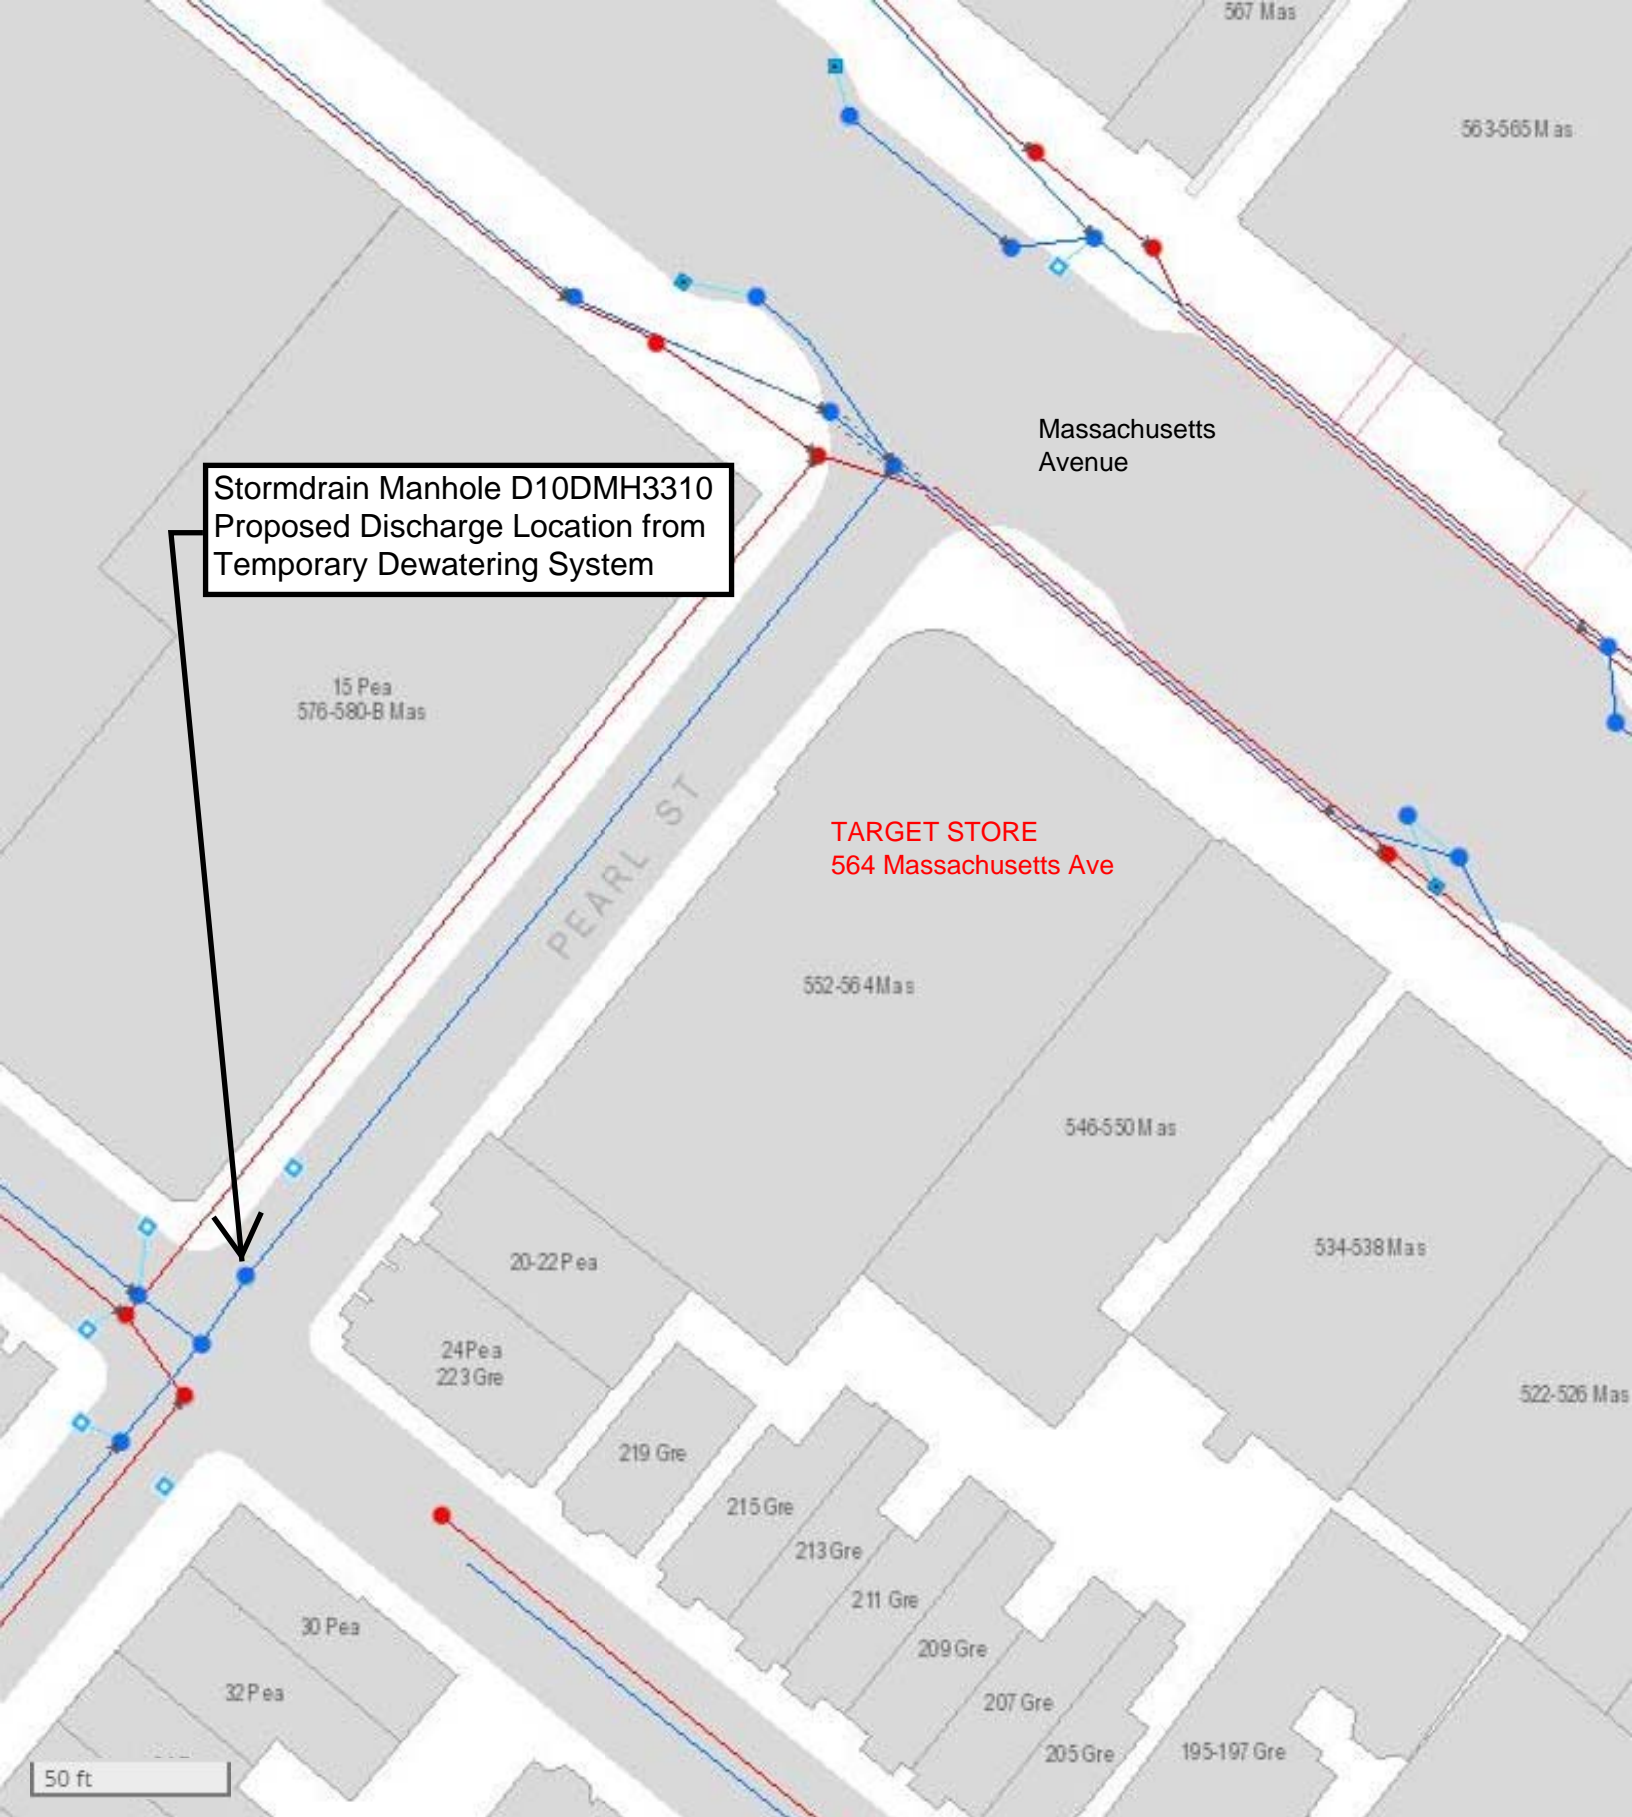 567 Mas
563-565 Mas
Massachusetts
Avenue
Stormdrain Manhole D10DMH3310
Proposed Discharge Location from
Temporary Dewatering System
15 Pea
576-580-B Mas
PEARL ST
TARGET STORE
564 Massachusetts Ave
552-564 Mas
546-550 Mas
534-538 Mas
522-526 Mas
20-22 Pea
24 Pea
223 Gre
219 Gre
215 Gre
213 Gre
211 Gre
209 Gre
207 Gre
205 Gre
195-197 Gre
30 Pea
32 Pea
50 ft